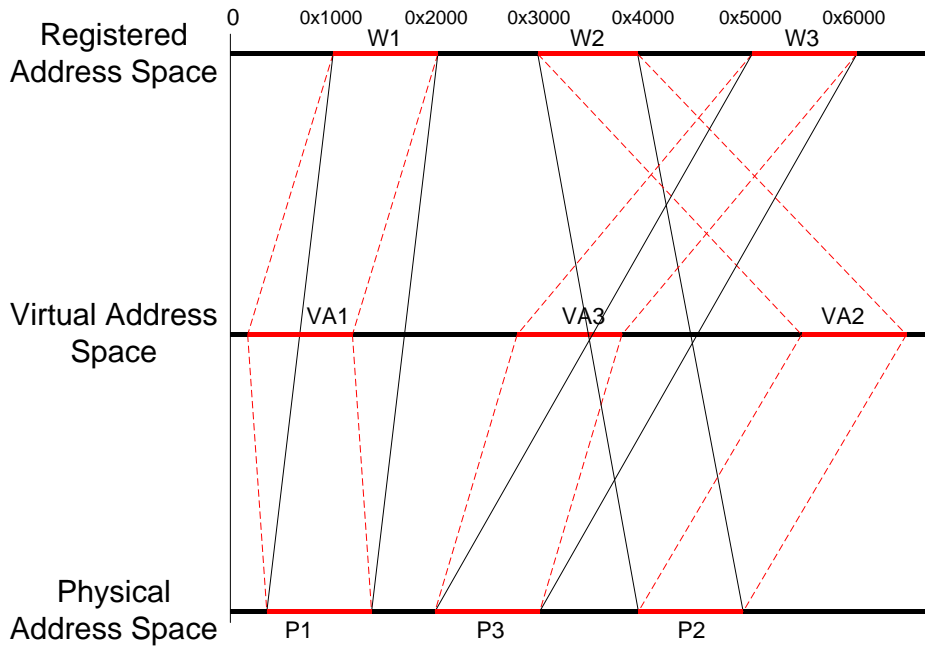 0 0x1000 0x2000 0x3000 0x4000 0x5000 0x6000
Registered
Address Space
W1 W2 W3
Virtual Address
Space
VA1 VA3 VA2
Physical
Address Space
P1 P3 P2